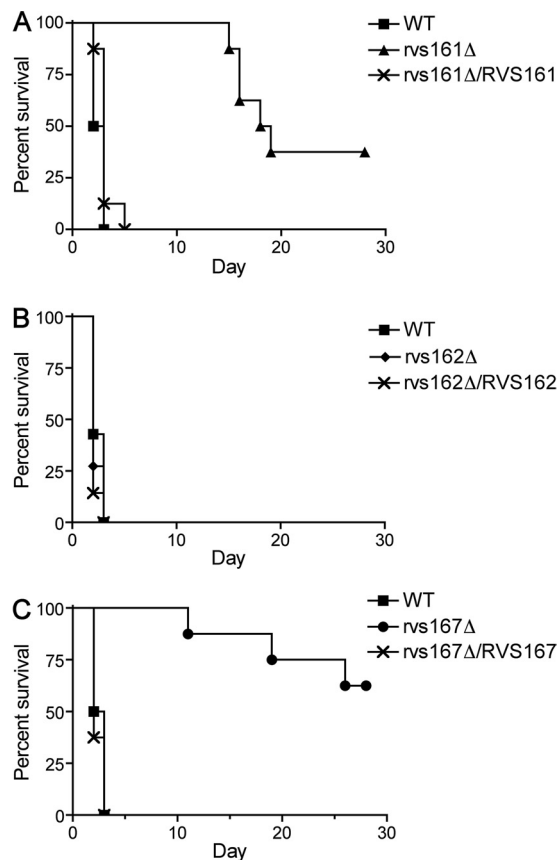 A
WT
rvs161Δ
rvs161Δ/RVS161
Percent survival
100
75
50
25
0
0 10 20 30
Day
B
WT
rvs162Δ
rvs162Δ/RVS162
Percent survival
100
75
50
25
0
0 10 20 30
Day
C
WT
rvs167Δ
rvs167Δ/RVS167
Percent survival
100
75
50
25
0
0 10 20 30
Day